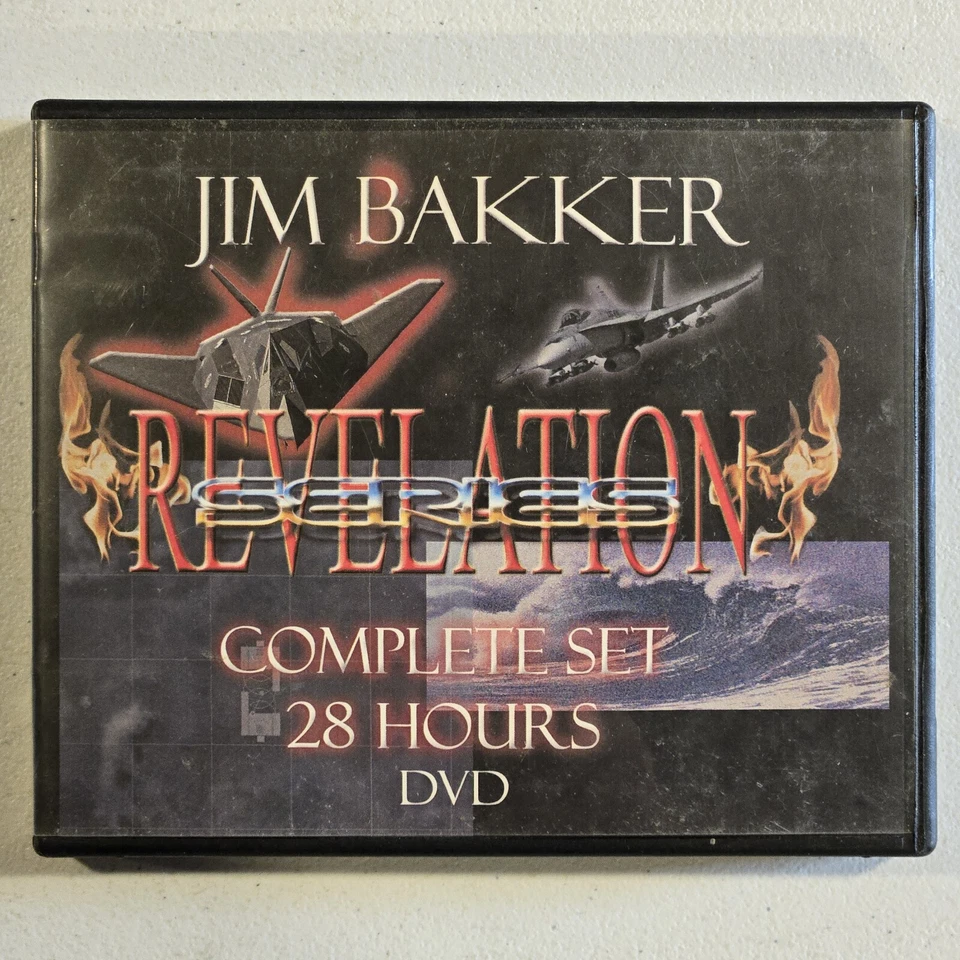 JIM BAKKER
REVELATION
SERIES
COMPLETE SET
28 HOURS
DVD